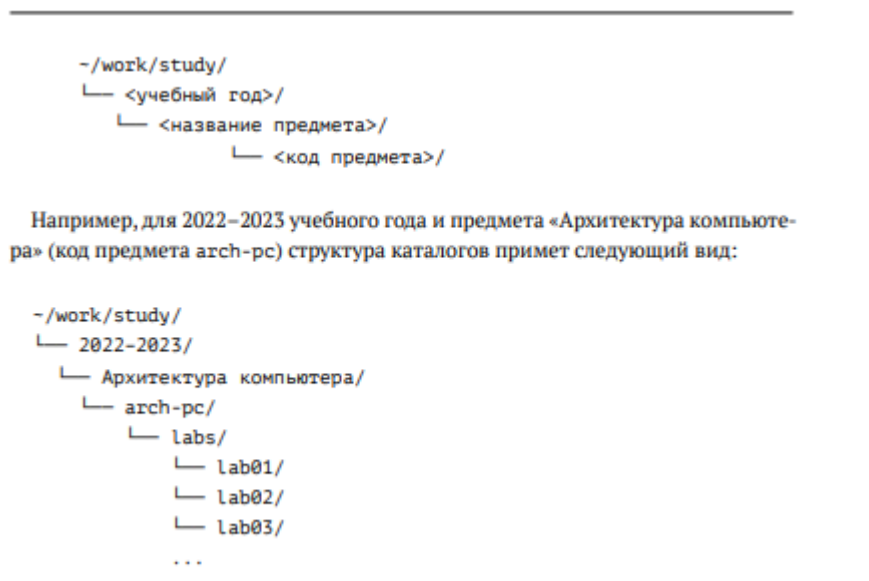 ~/work/study/
└── <учебный год>/
└── <название предмета>/
└── <код предмета>/
Например, для 2022–2023 учебного года и предмета «Архитектура компьюте-
ра» (код предмета arch-pc) структура каталогов примет следующий вид:
~/work/study/
└── 2022–2023/
└── Архитектура компьютера/
└── arch-pc/
└── labs/
└── lab01/
└── lab02/
└── lab03/
...